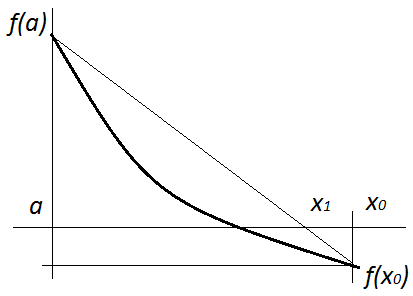 f(a)
a
x₁
x₀
f(x₀)